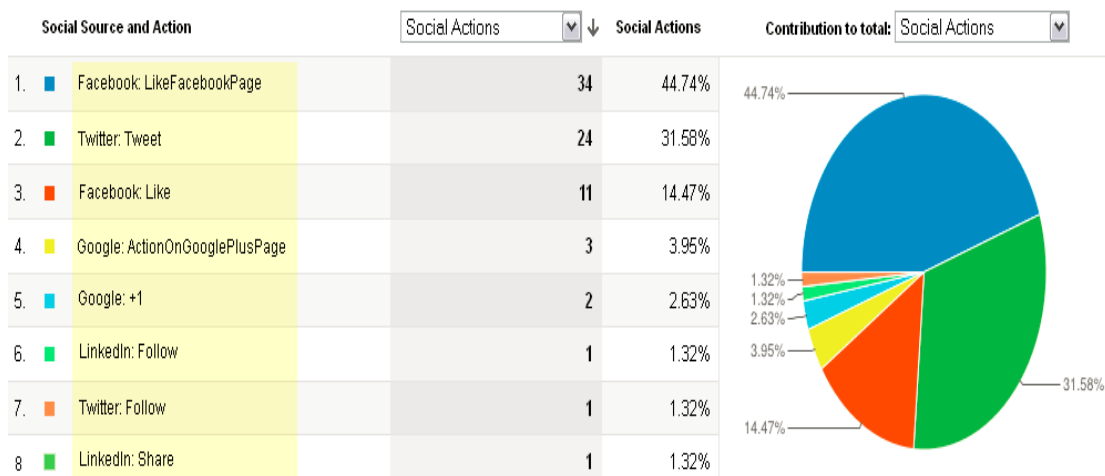 Social Source and Action Social Actions Social Actions Contribution to total: Social Actions
1. Facebook: LikeFacebookPage 34 44.74%
2. Twitter: Tweet 24 31.58%
3. Facebook: Like 11 14.47%
4. Google: ActionOnGooglePlusPage 3 3.95%
5. Google: +1 2 2.63%
6. LinkedIn: Follow 1 1.32%
7. Twitter: Follow 1 1.32%
8 LinkedIn: Share 1 1.32%
44.74%
1.32%
1.32%
2.63%
3.95%
31.58%
14.47%